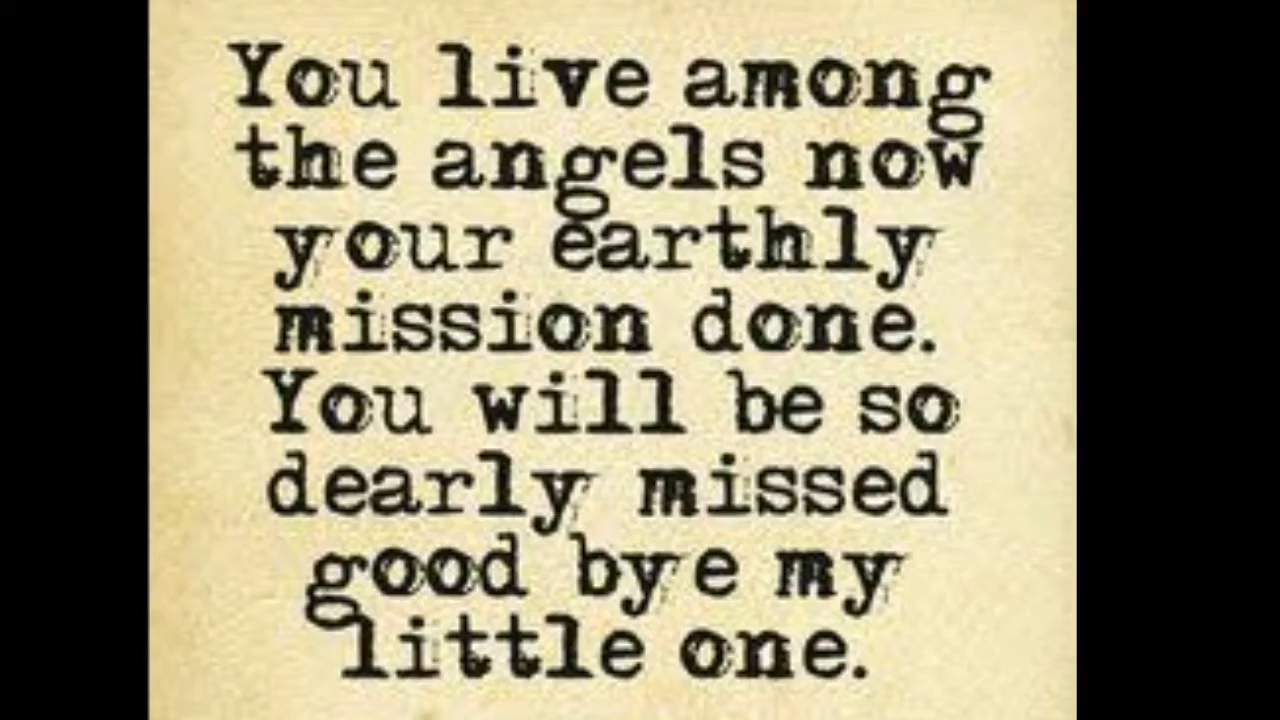 You live among
the angels now
your earthly
mission done.
You will be so
dearly missed
good bye my
little one.